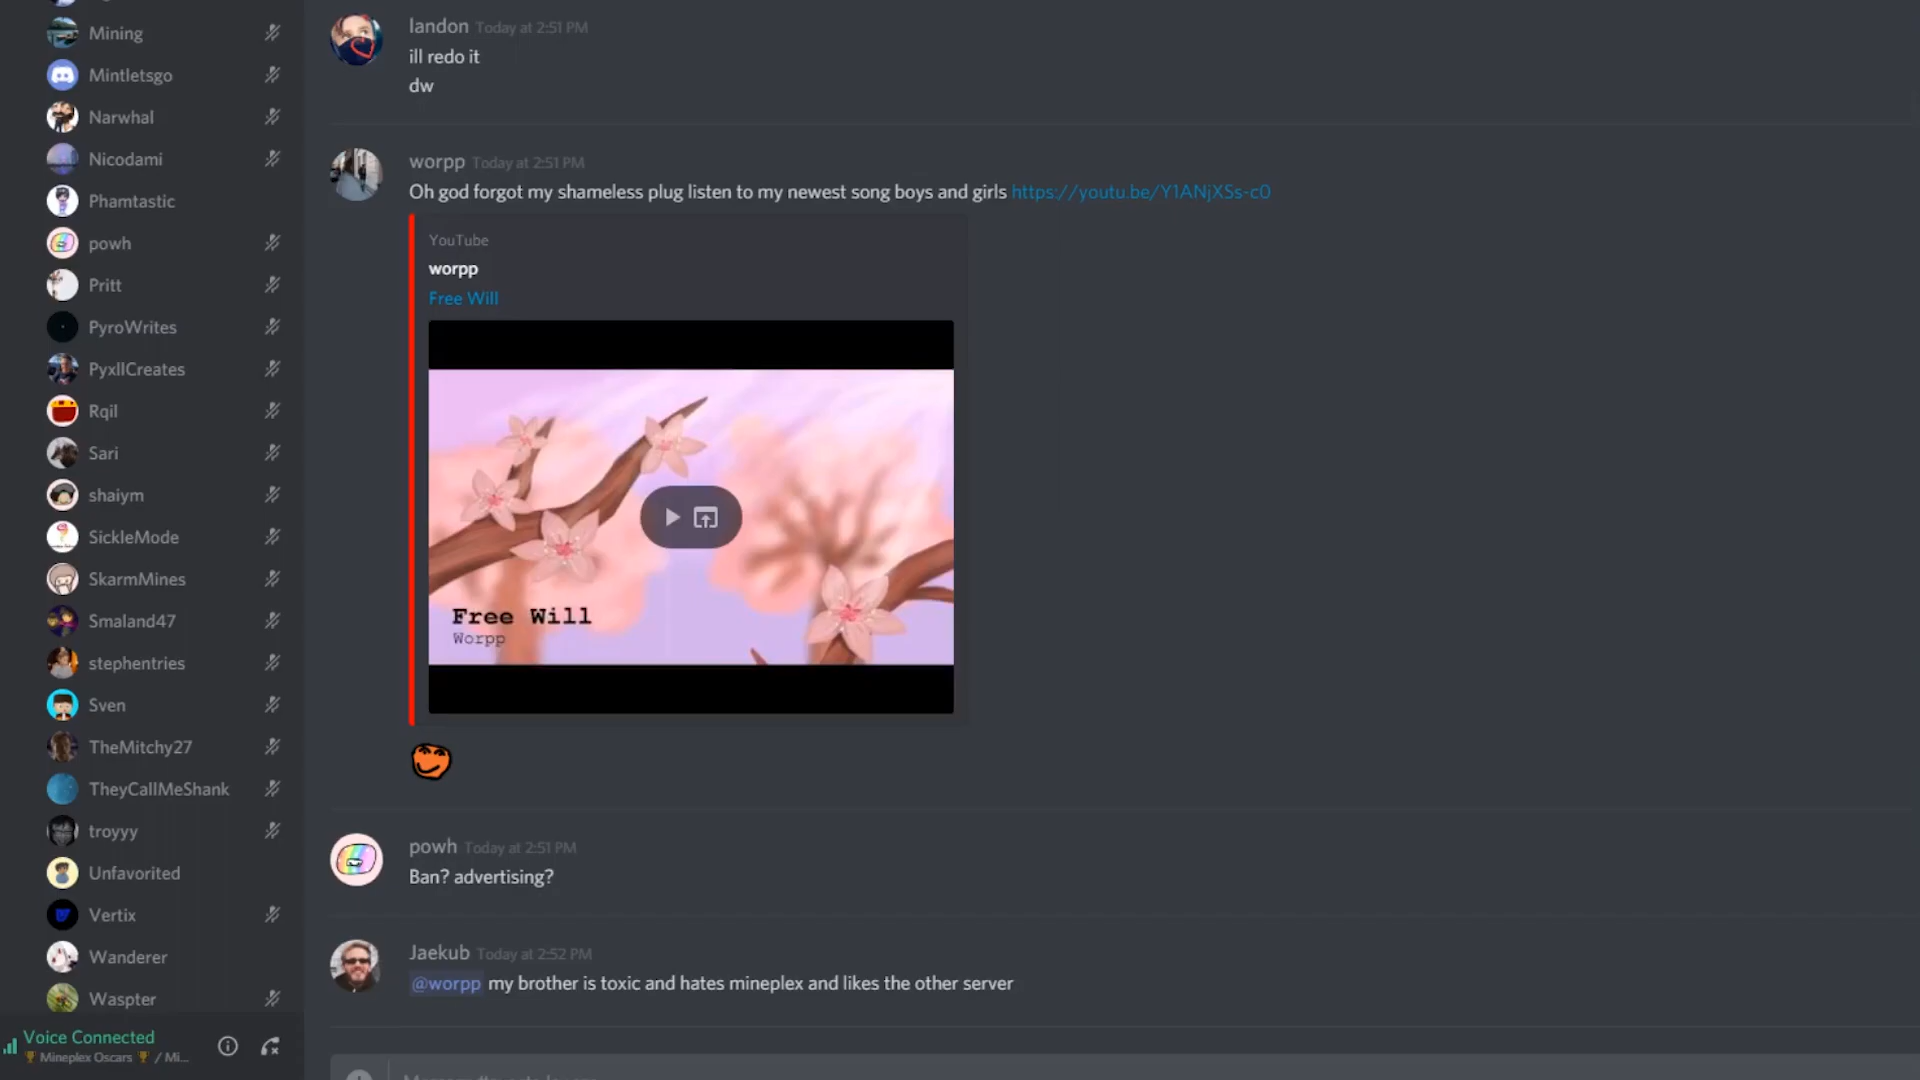 Mining
Mintletsgo
Narwhal
Nicodami
Phamtastic
powh
Pritt
PyroWrites
PyxllCreates
Rqil
Sari
shaiym
SickleMode
SkarmMines
Smaland47
stephentries
Sven
TheMitchy27
TheyCallMeShank
troyyy
Unfavorited
Vertix
Wanderer
Waspter
Voice Connected
Mineplex Oscars / Mi...
landon Today at 2:51 PM
ill redo it
dw
worpp Today at 2:51 PM
Oh god forgot my shameless plug listen to my newest song boys and girls https://youtu.be/Y1ANjXSs-c0
YouTube
worpp
Free Will
Free Will
Worpp
powh Today at 2:51 PM
Ban? advertising?
Jaekub Today at 2:52 PM
@worpp my brother is toxic and hates mineplex and likes the other server